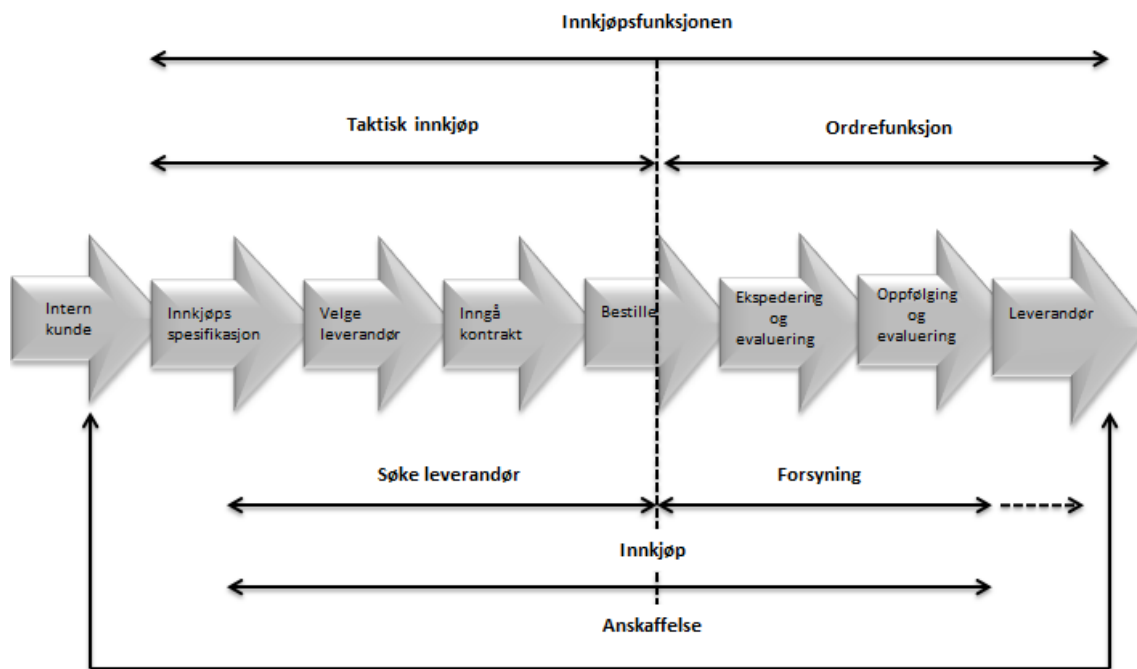 Innkjøpsfunksjonen
Taktisk innkjøp
Ordrefunksjon
Intern
kunde
Innkjøps
spesifikasjon
Velge
leverandør
Inngå
kontrakt
Bestille
Ekspedering
og
evaluering
Oppfølging
og
evaluering
Leverandør
Søke leverandør
Forsyning
Innkjøp
Anskaffelse